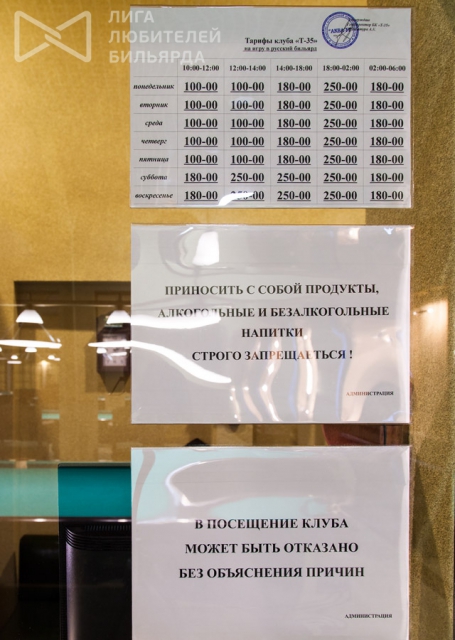 ЛИГА
ЛЮБИТЕЛЕЙ
БИЛЬЯРДА
Тарифы клуба «Т-35»
на игру в русский бильярд
10:00-12:00 12:00-14:00 14:00-18:00 18:00-02:00 02:00-06:00
понедельник 100-00 100-00 180-00 250-00 180-00
вторник 100-00 100-00 180-00 250-00 180-00
среда 100-00 100-00 180-00 250-00 180-00
четверг 100-00 100-00 180-00 250-00 180-00
пятница 100-00 100-00 180-00 250-00 180-00
суббота 180-00 250-00 250-00 250-00 180-00
воскресенье 180-00 250-00 250-00 250-00 180-00
ПРИНОСИТЬ С СОБОЙ ПРОДУКТЫ,
АЛКОГОЛЬНЫЕ И БЕЗАЛКОГОЛЬНЫЕ
НАПИТКИ
СТРОГО ЗАПРЕЩАЕТЬСЯ !
АДМИНИСТРАЦИЯ
В ПОСЕЩЕНИЕ КЛУБА
МОЖЕТ БЫТЬ ОТКАЗАНО
БЕЗ ОБЪЯСНЕНИЯ ПРИЧИН
АДМИНИСТРАЦИЯ